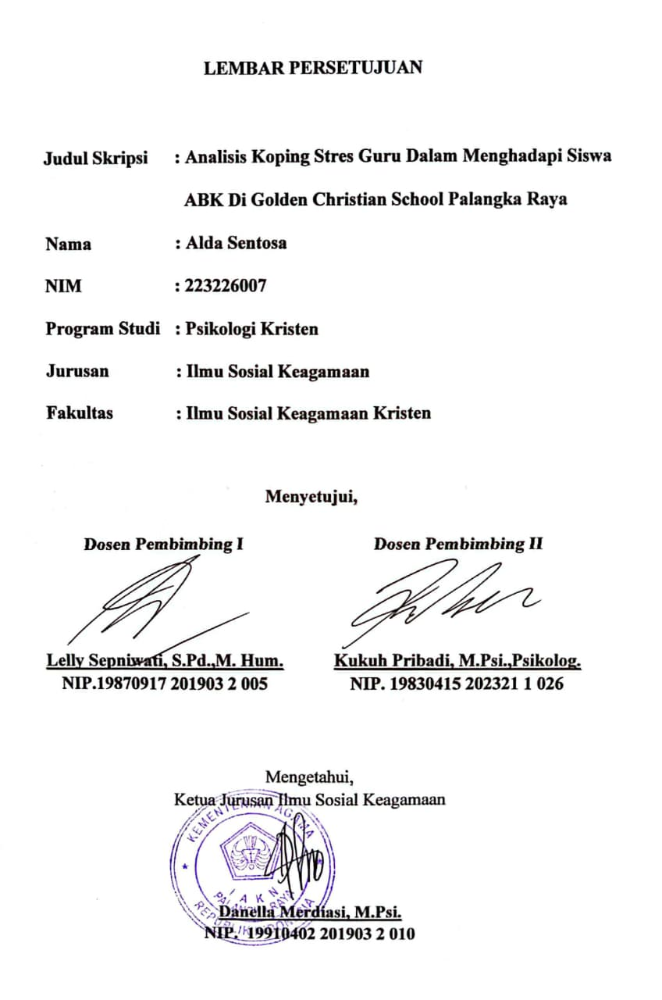 LEMBAR PERSETUJUAN
Judul Skripsi : Analisis Koping Stres Guru Dalam Menghadapi Siswa
ABK Di Golden Christian School Palangka Raya
Nama : Alda Sentosa
NIM : 223226007
Program Studi : Psikologi Kristen
Jurusan : Ilmu Sosial Keagamaan
Fakultas : Ilmu Sosial Keagamaan Kristen
Menyetujui,
Dosen Pembimbing I Dosen Pembimbing II
Lelly Sepniwati, S.Pd.,M. Hum. Kukuh Pribadi, M.Psi.,Psikolog.
NIP.19870917 201903 2 005 NIP. 19830415 202321 1 026
Mengetahui,
Ketua Jurusan Ilmu Sosial Keagamaan
KEMENTERIAN AGAMA
IAKN
PALANGKA RAYA
REPUBLIK INDONESIA
Danella Merdiasi, M.Psi.
NIP. 19910402 201903 2 010